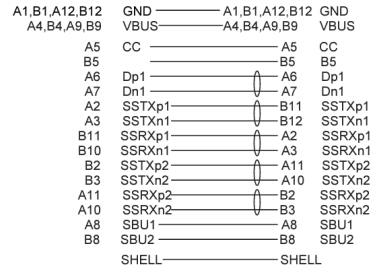 A1,B1,A12,B12 GND A1,B1,A12,B12 GND
A4,B4,A9,B9 VBUS A4,B4,A9,B9 VBUS
A5 CC A5 CC
B5 B5 B5
A6 Dp1 A6 Dp1
A7 Dn1 A7 Dn1
A2 SSTXp1 B11 SSTXp1
A3 SSTXn1 B12 SSTXn1
B11 SSRXp1 A2 SSRXp1
B10 SSRXn1 A3 SSRXn1
B2 SSTXp2 A11 SSTXp2
B3 SSTXn2 A10 SSTXn2
A11 SSRXp2 B2 SSRXp2
A10 SSRXn2 B3 SSRXn2
A8 SBU1 A8 SBU1
B8 SBU2 B8 SBU2
SHELL SHELL